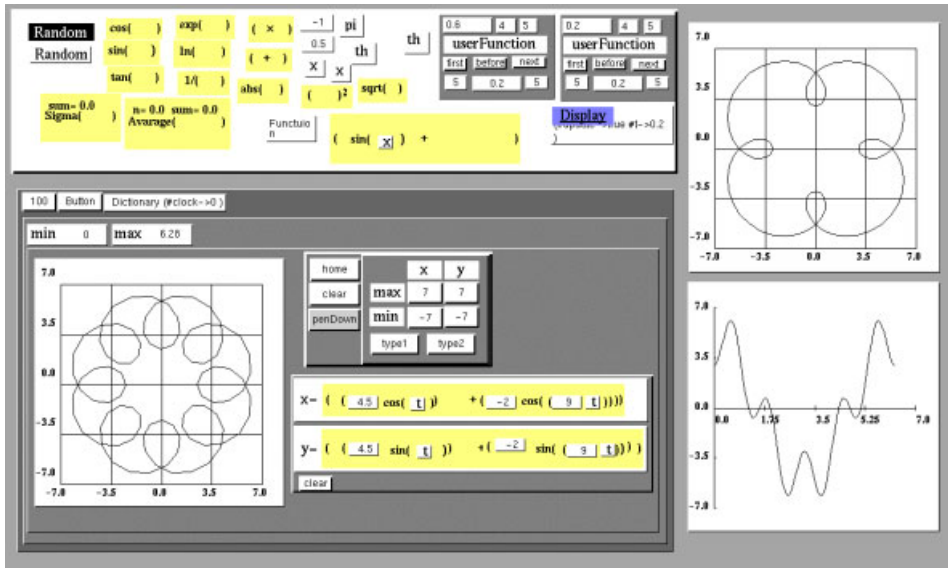 Random
Random
cos( )
exp( )
( × )
-1
pi
sin( )
ln( )
( + )
0.5
th
th
x
x
tan( )
1/( )
abs( )
( )²
sqrt( )
sum= 0.0
Sigma( )
n= 0.0 sum= 0.0
Avarage(
Functuio
n
( sin( x ) + )
0.6 4 5
userFunction
first before next
5 0.2 5
0.2 4 5
userFunction
first before next
5 0.2 5
Display
#1->0.2
)
100 Button Dictionary (#clock->0 )
min 0 max 6.28
7.0
3.5
0.0
-3.5
-7.0
-7.0 -3.5 0.0 3.5 7.0
home
clear
penDown
x y
max 7 7
min -7 -7
type1 type2
x= ( ( 4.5 cos( t )) +( -2 cos( ( 9 t))))
y= ( ( 4.5 sin( t )) +( -2 sin( ( 9 t)))) )
clear
7.0
3.5
0.0
-3.5
-7.0
-7.0 -3.5 0.0 3.5 7.0
7.0
3.5
0.0
0.0 1.75 3.5 5.25 7.0
-3.5
-7.0